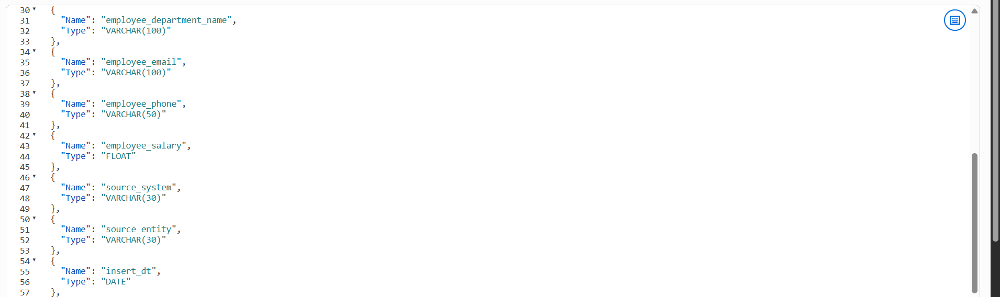 30 {
31 "Name": "employee_department_name",
32 "Type": "VARCHAR(100)"
33 },
34 {
35 "Name": "employee_email",
36 "Type": "VARCHAR(100)"
37 },
38 {
39 "Name": "employee_phone",
40 "Type": "VARCHAR(50)"
41 },
42 {
43 "Name": "employee_salary",
44 "Type": "FLOAT"
45 },
46 {
47 "Name": "source_system",
48 "Type": "VARCHAR(30)"
49 },
50 {
51 "Name": "source_entity",
52 "Type": "VARCHAR(30)"
53 },
54 {
55 "Name": "insert_dt",
56 "Type": "DATE"
57 },